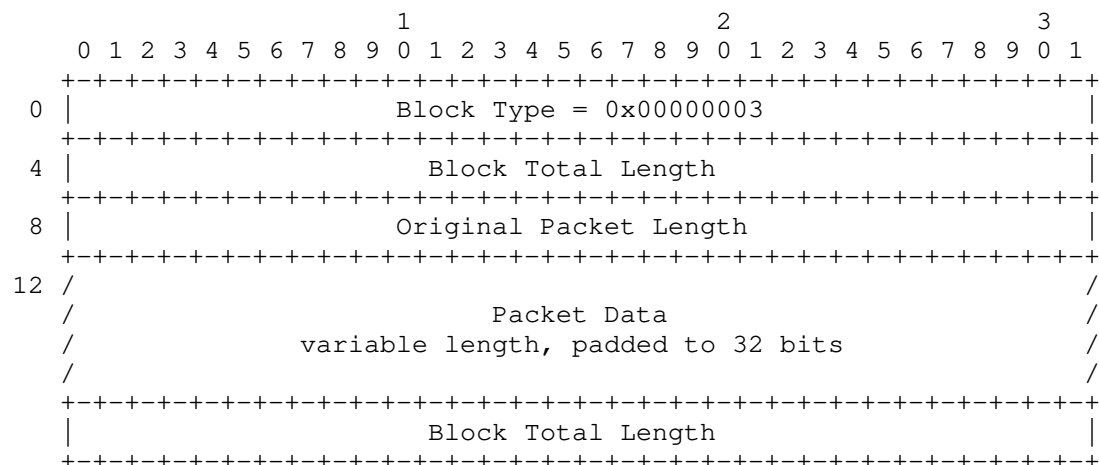 1                   2                   3
    0 1 2 3 4 5 6 7 8 9 0 1 2 3 4 5 6 7 8 9 0 1 2 3 4 5 6 7 8 9 0 1
   +-+-+-+-+-+-+-+-+-+-+-+-+-+-+-+-+-+-+-+-+-+-+-+-+-+-+-+-+-+-+-+-+
 0 |                    Block Type = 0x00000003                    |
   +-+-+-+-+-+-+-+-+-+-+-+-+-+-+-+-+-+-+-+-+-+-+-+-+-+-+-+-+-+-+-+-+
 4 |                      Block Total Length                       |
   +-+-+-+-+-+-+-+-+-+-+-+-+-+-+-+-+-+-+-+-+-+-+-+-+-+-+-+-+-+-+-+-+
 8 |                    Original Packet Length                     |
   +-+-+-+-+-+-+-+-+-+-+-+-+-+-+-+-+-+-+-+-+-+-+-+-+-+-+-+-+-+-+-+-+
12 /                                                               /
   /                          Packet Data                          /
   /              variable length, padded to 32 bits               /
   /                                                               /
   +-+-+-+-+-+-+-+-+-+-+-+-+-+-+-+-+-+-+-+-+-+-+-+-+-+-+-+-+-+-+-+-+
   |                      Block Total Length                       |
   +-+-+-+-+-+-+-+-+-+-+-+-+-+-+-+-+-+-+-+-+-+-+-+-+-+-+-+-+-+-+-+-+